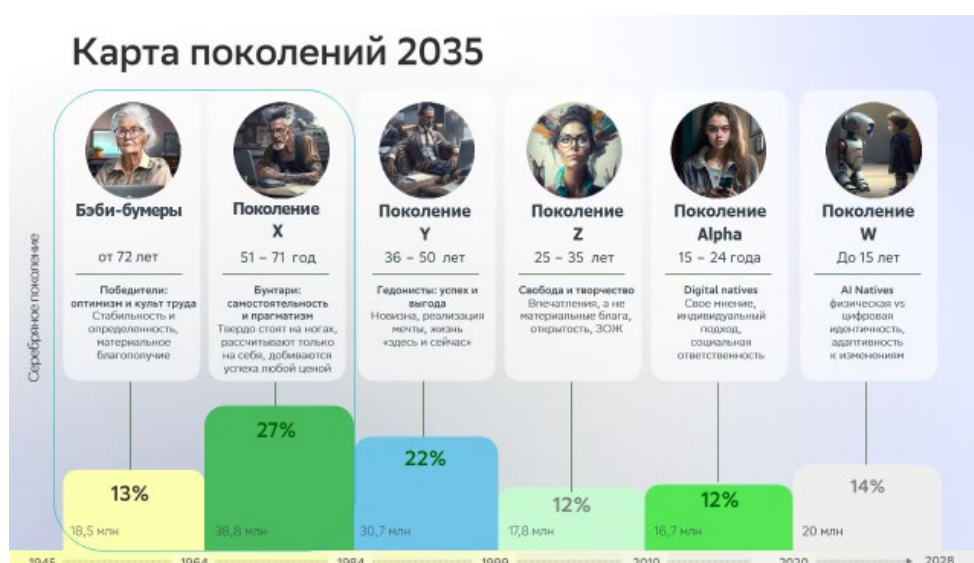 Карта поколений 2035
Серебряное поколение
Бэби-бумеры
от 72 лет
Победители:
оптимизм и культ труда
Стабильность и
определенность,
материальное
благополучие
Поколение
X
51 – 71 год
Бунтари:
самостоятельность
и прагматизм
Твердо стоят на ногах,
рассчитывают только
на себя, добиваются
успеха любой ценой
Поколение
Y
36 – 50 лет
Гедонисты: успех и
выгода
Новизна, реализация
мечты, жизнь
«здесь и сейчас»
Поколение
Z
25 – 35 лет
Свобода и творчество
Впечатления, а не
материальные блага,
открытость, ЗОЖ
Поколение
Alpha
15 – 24 года
Digital natives
Свое мнение,
индивидуальный
подход,
социальная
ответственность
Поколение
W
До 15 лет
AI Natives
физическая vs
цифровая
идентичность,
адаптивность
к изменениям
13%
18,5 млн
27%
38,8 млн
22%
30,7 млн
12%
17,8 млн
12%
16,7 млн
14%
20 млн
1945 1964 1984 1999 2010 2020 2028